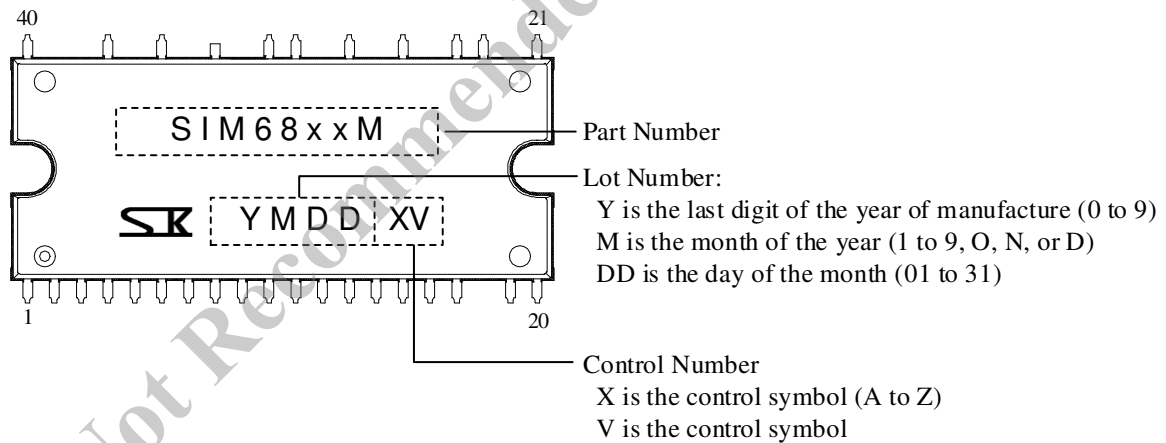 40 21
SIM68xxM
Part Number
Lot Number:
Y is the last digit of the year of manufacture (0 to 9)
M is the month of the year (1 to 9, O, N, or D)
DD is the day of the month (01 to 31)
SK YMDD XV
1 20
Control Number
X is the control symbol (A to Z)
V is the control symbol
Not Recommende